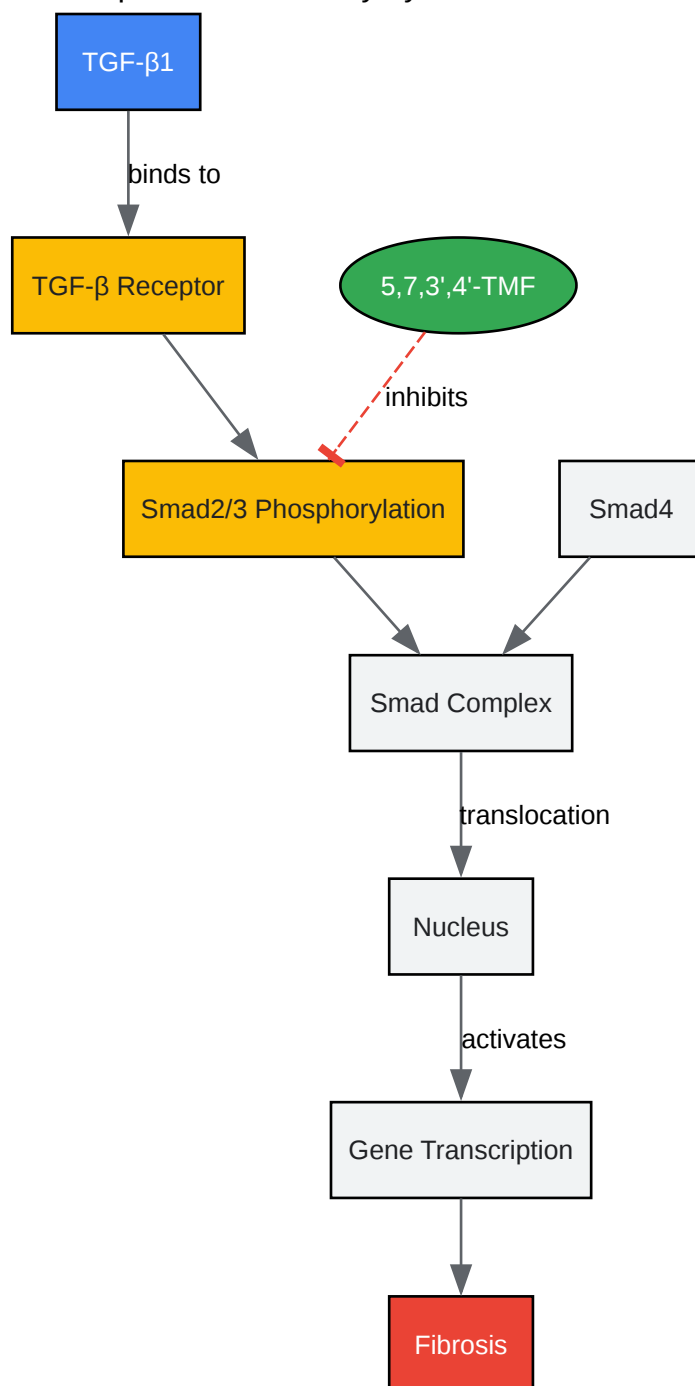 TGF-β1
binds to
TGF-β Receptor
5,7,3',4'-TMF
inhibits
Smad2/3 Phosphorylation
Smad4
Smad Complex
translocation
Nucleus
activates
Gene Transcription
Fibrosis